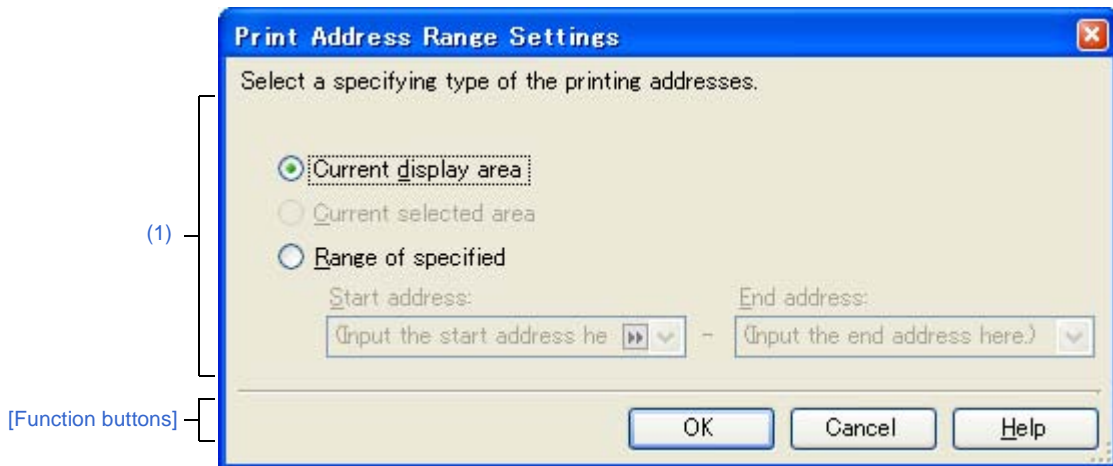 Print Address Range Settings
Select a specifying type of the printing addresses.
Current display area
Current selected area
(1)
Range of specified
Start address: End address:
(Input the start address he - (Input the end address here.)
[Function buttons]
OK Cancel Help